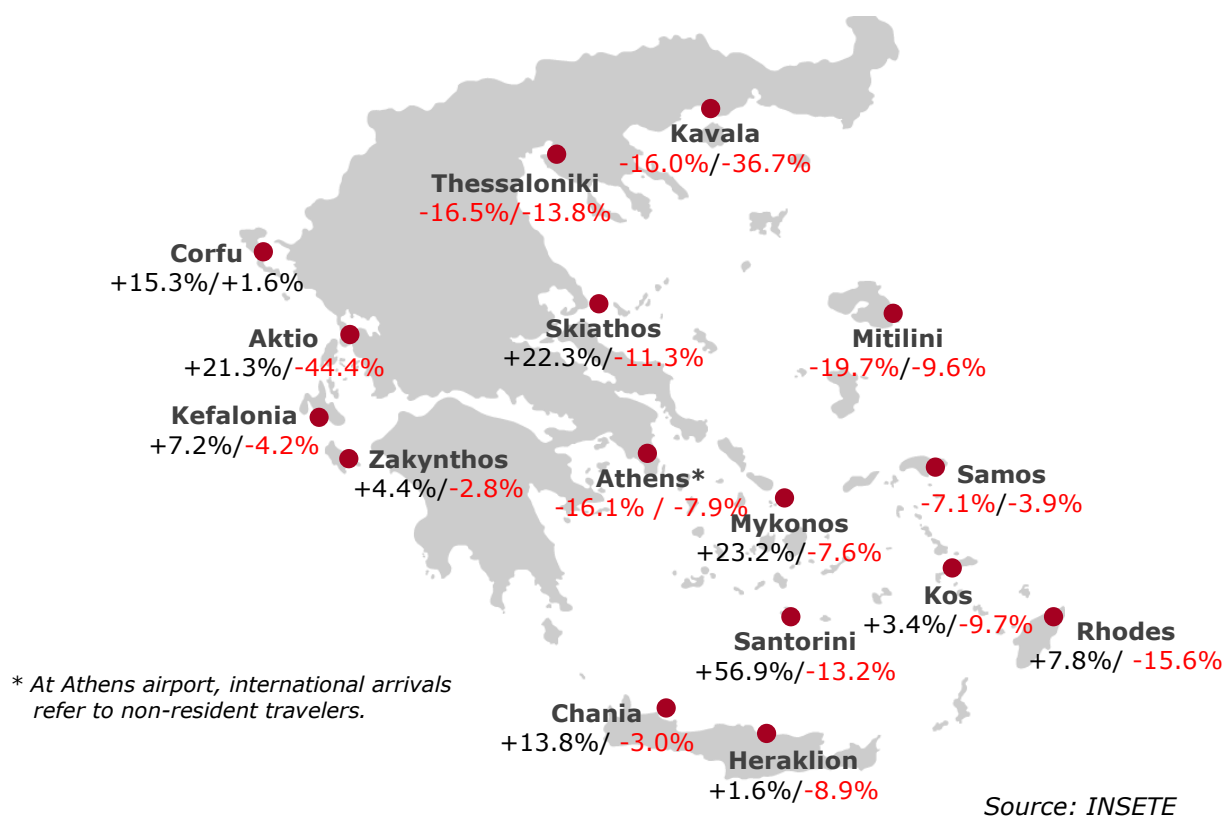 Kavala
-16.0%/-36.7%
Thessaloniki
-16.5%/-13.8%
Corfu
+15.3%/+1.6%
Skiathos
+22.3%/-11.3%
Aktio
+21.3%/-44.4%
Mitilini
-19.7%/-9.6%
Kefalonia
+7.2%/-4.2%
Zakynthos
+4.4%/-2.8%
Athens*
-16.1% / -7.9%
Samos
-7.1%/-3.9%
Mykonos
+23.2%/-7.6%
Kos
+3.4%/-9.7%
Rhodes
+7.8%/ -15.6%
Santorini
+56.9%/-13.2%
* At Athens airport, international arrivals
refer to non-resident travelers.
Chania
+13.8%/ -3.0%
Heraklion
+1.6%/-8.9%
Source: INSETE